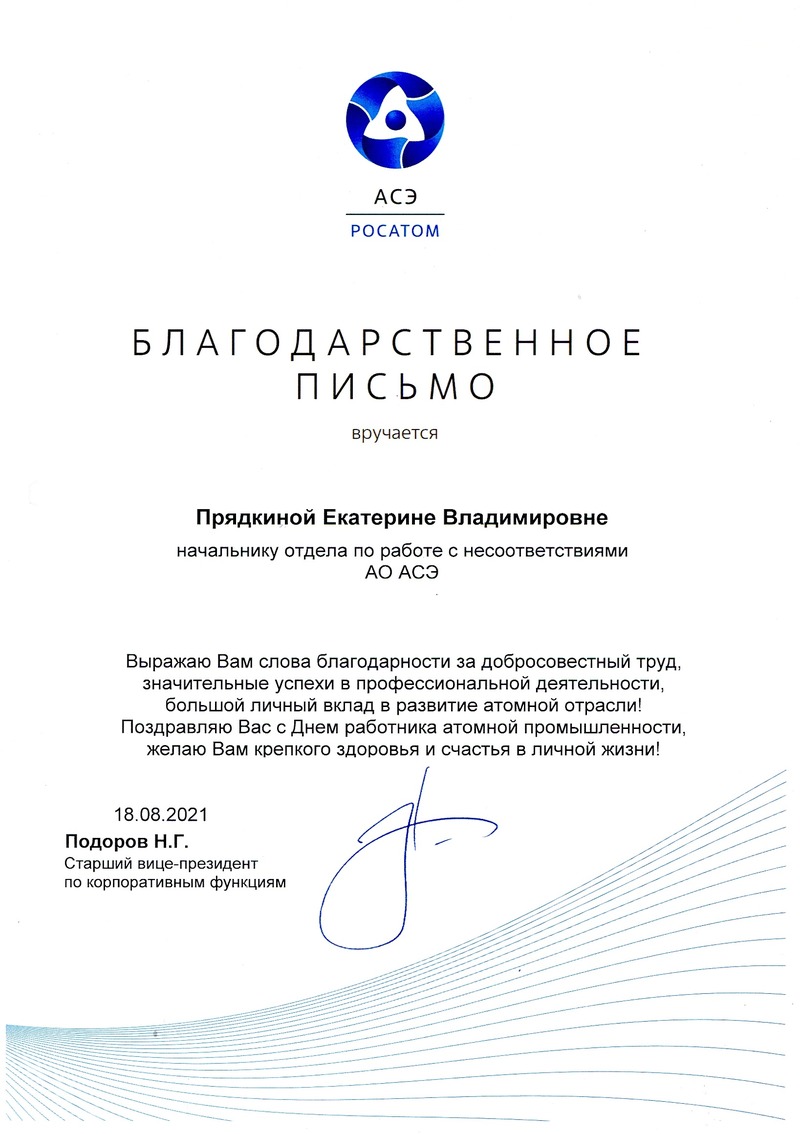 АСЭ
РОСАТОМ
БЛАГОДАРСТВЕННОЕ
ПИСЬМО
вручается
Прядкиной Екатерине Владимировне
начальнику отдела по работе с несоответствиями
АО АСЭ
Выражаю Вам слова благодарности за добросовестный труд,
значительные успехи в профессиональной деятельности,
большой личный вклад в развитие атомной отрасли!
Поздравляю Вас с Днем работника атомной промышленности,
желаю Вам крепкого здоровья и счастья в личной жизни!
18.08.2021
Подоров Н.Г.
Старший вице-президент
по корпоративным функциям